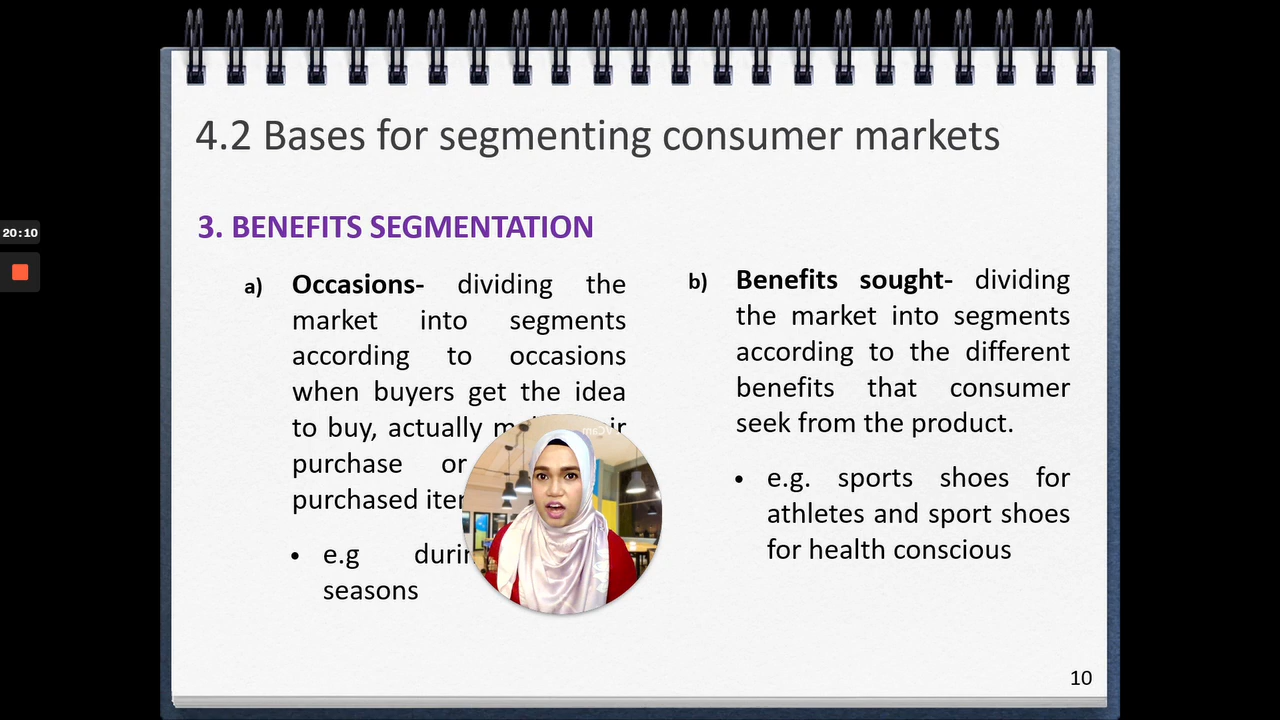 4.2 Bases for segmenting consumer markets
20:10
3. BENEFITS SEGMENTATION
a) Occasions- dividing the
market into segments
according to occasions
when buyers get the idea
to buy, actually
purchase or
purchased
e.g
seasons
b) Benefits sought- dividing
the market into segments
according to the different
benefits that consumer
seek from the product.
• e.g. sports shoes for
athletes and sport shoes
for health conscious
10